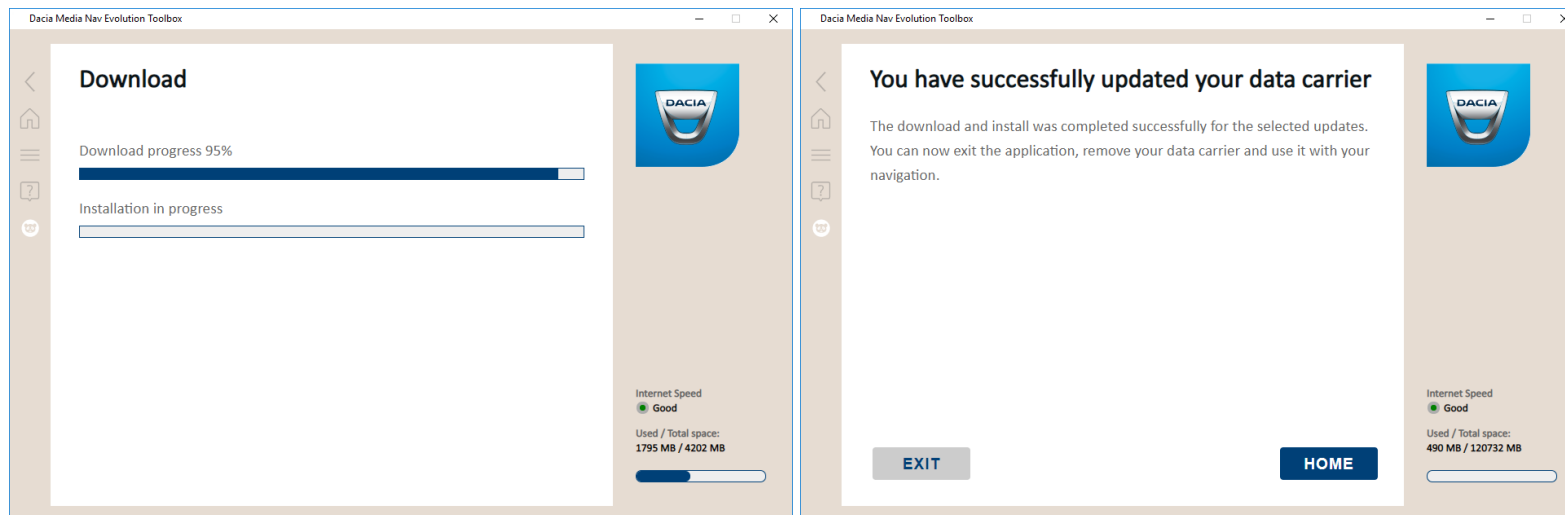 Dacia Media Nav Evolution Toolbox
Download
Download progress 95%
Installation in progress
DACIA
Internet Speed
Good
Used / Total space:
1795 MB / 4202 MB
Dacia Media Nav Evolution Toolbox
You have successfully updated your data carrier
The download and install was completed successfully for the selected updates.
You can now exit the application, remove your data carrier and use it with your
navigation.
EXIT
HOME
DACIA
Internet Speed
Good
Used / Total space:
490 MB / 120732 MB